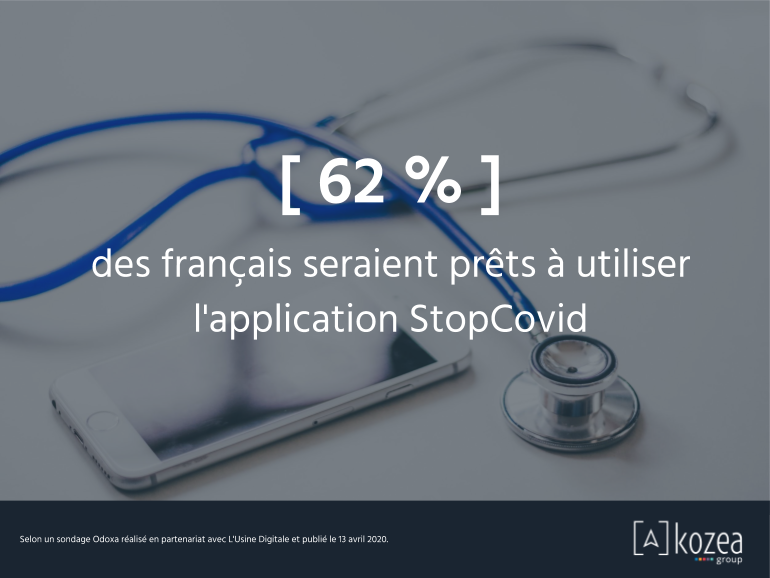 [ 62 % ]
des français seraient prêts à utiliser
l'application StopCovid
Selon un sondage Odoxa réalisé en partenariat avec L'Usine Digitale et publié le 13 avril 2020.
[A] kozea
group